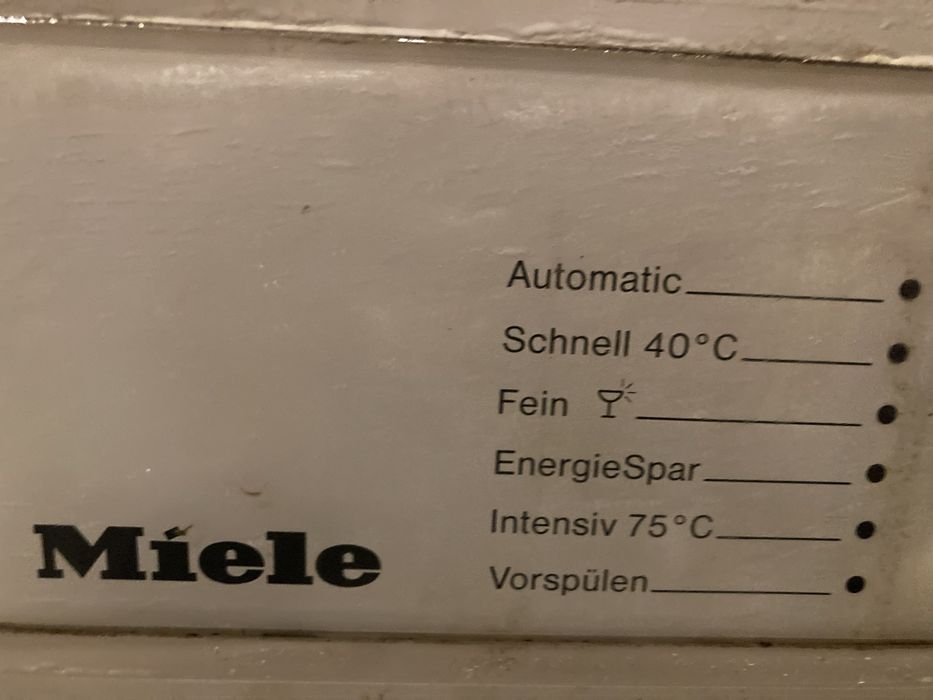 Automatic
Schnell 40°C
Fein
EnergieSpar
Intensiv 75°C
Vorspülen
Miele